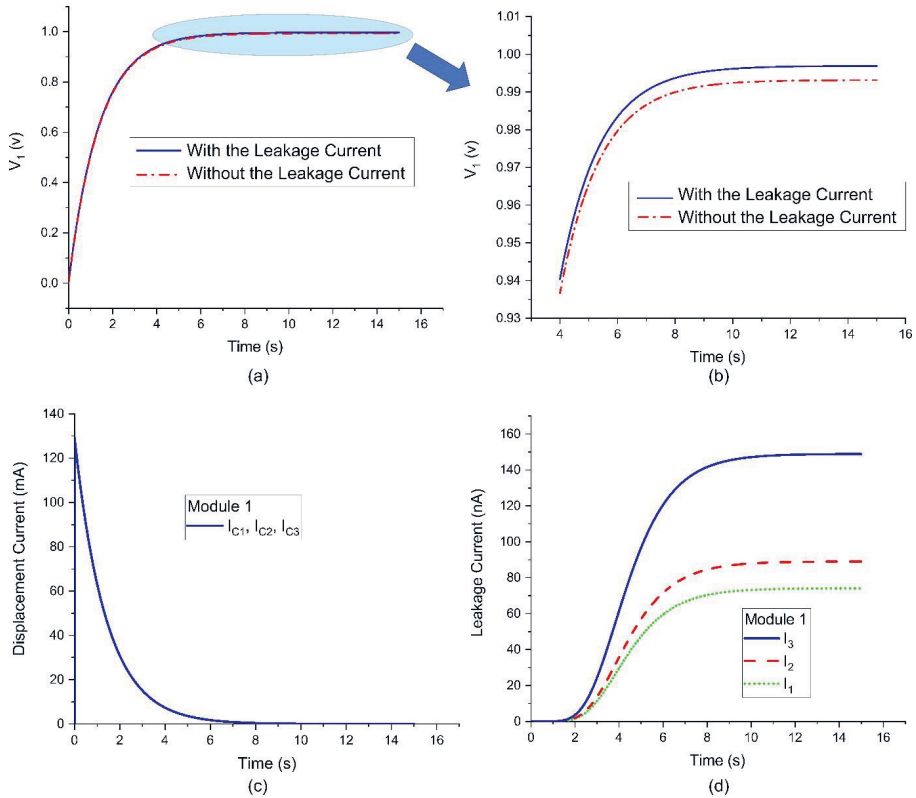 V₁ (v)
1.0
0.8
0.6
0.4
0.2
0.0
With the Leakage Current
Without the Leakage Current
0 2 4 6 8 10 12 14 16
Time (s)
(a)
V₁ (v)
1.01
1.00
0.99
0.98
0.97
0.96
0.95
0.94
0.93
With the Leakage Current
Without the Leakage Current
4 6 8 10 12 14 16
Time (s)
(b)
Displacement Current (mA)
140
120
100
80
60
40
20
0
Module 1
I_C1, I_C2, I_C3
0 2 4 6 8 10 12 14 16
Time (s)
(c)
Leakage Current (nA)
160
140
120
100
80
60
40
20
0
Module 1
I₃
I₂
I₁
0 2 4 6 8 10 12 14 16
Time (s)
(d)